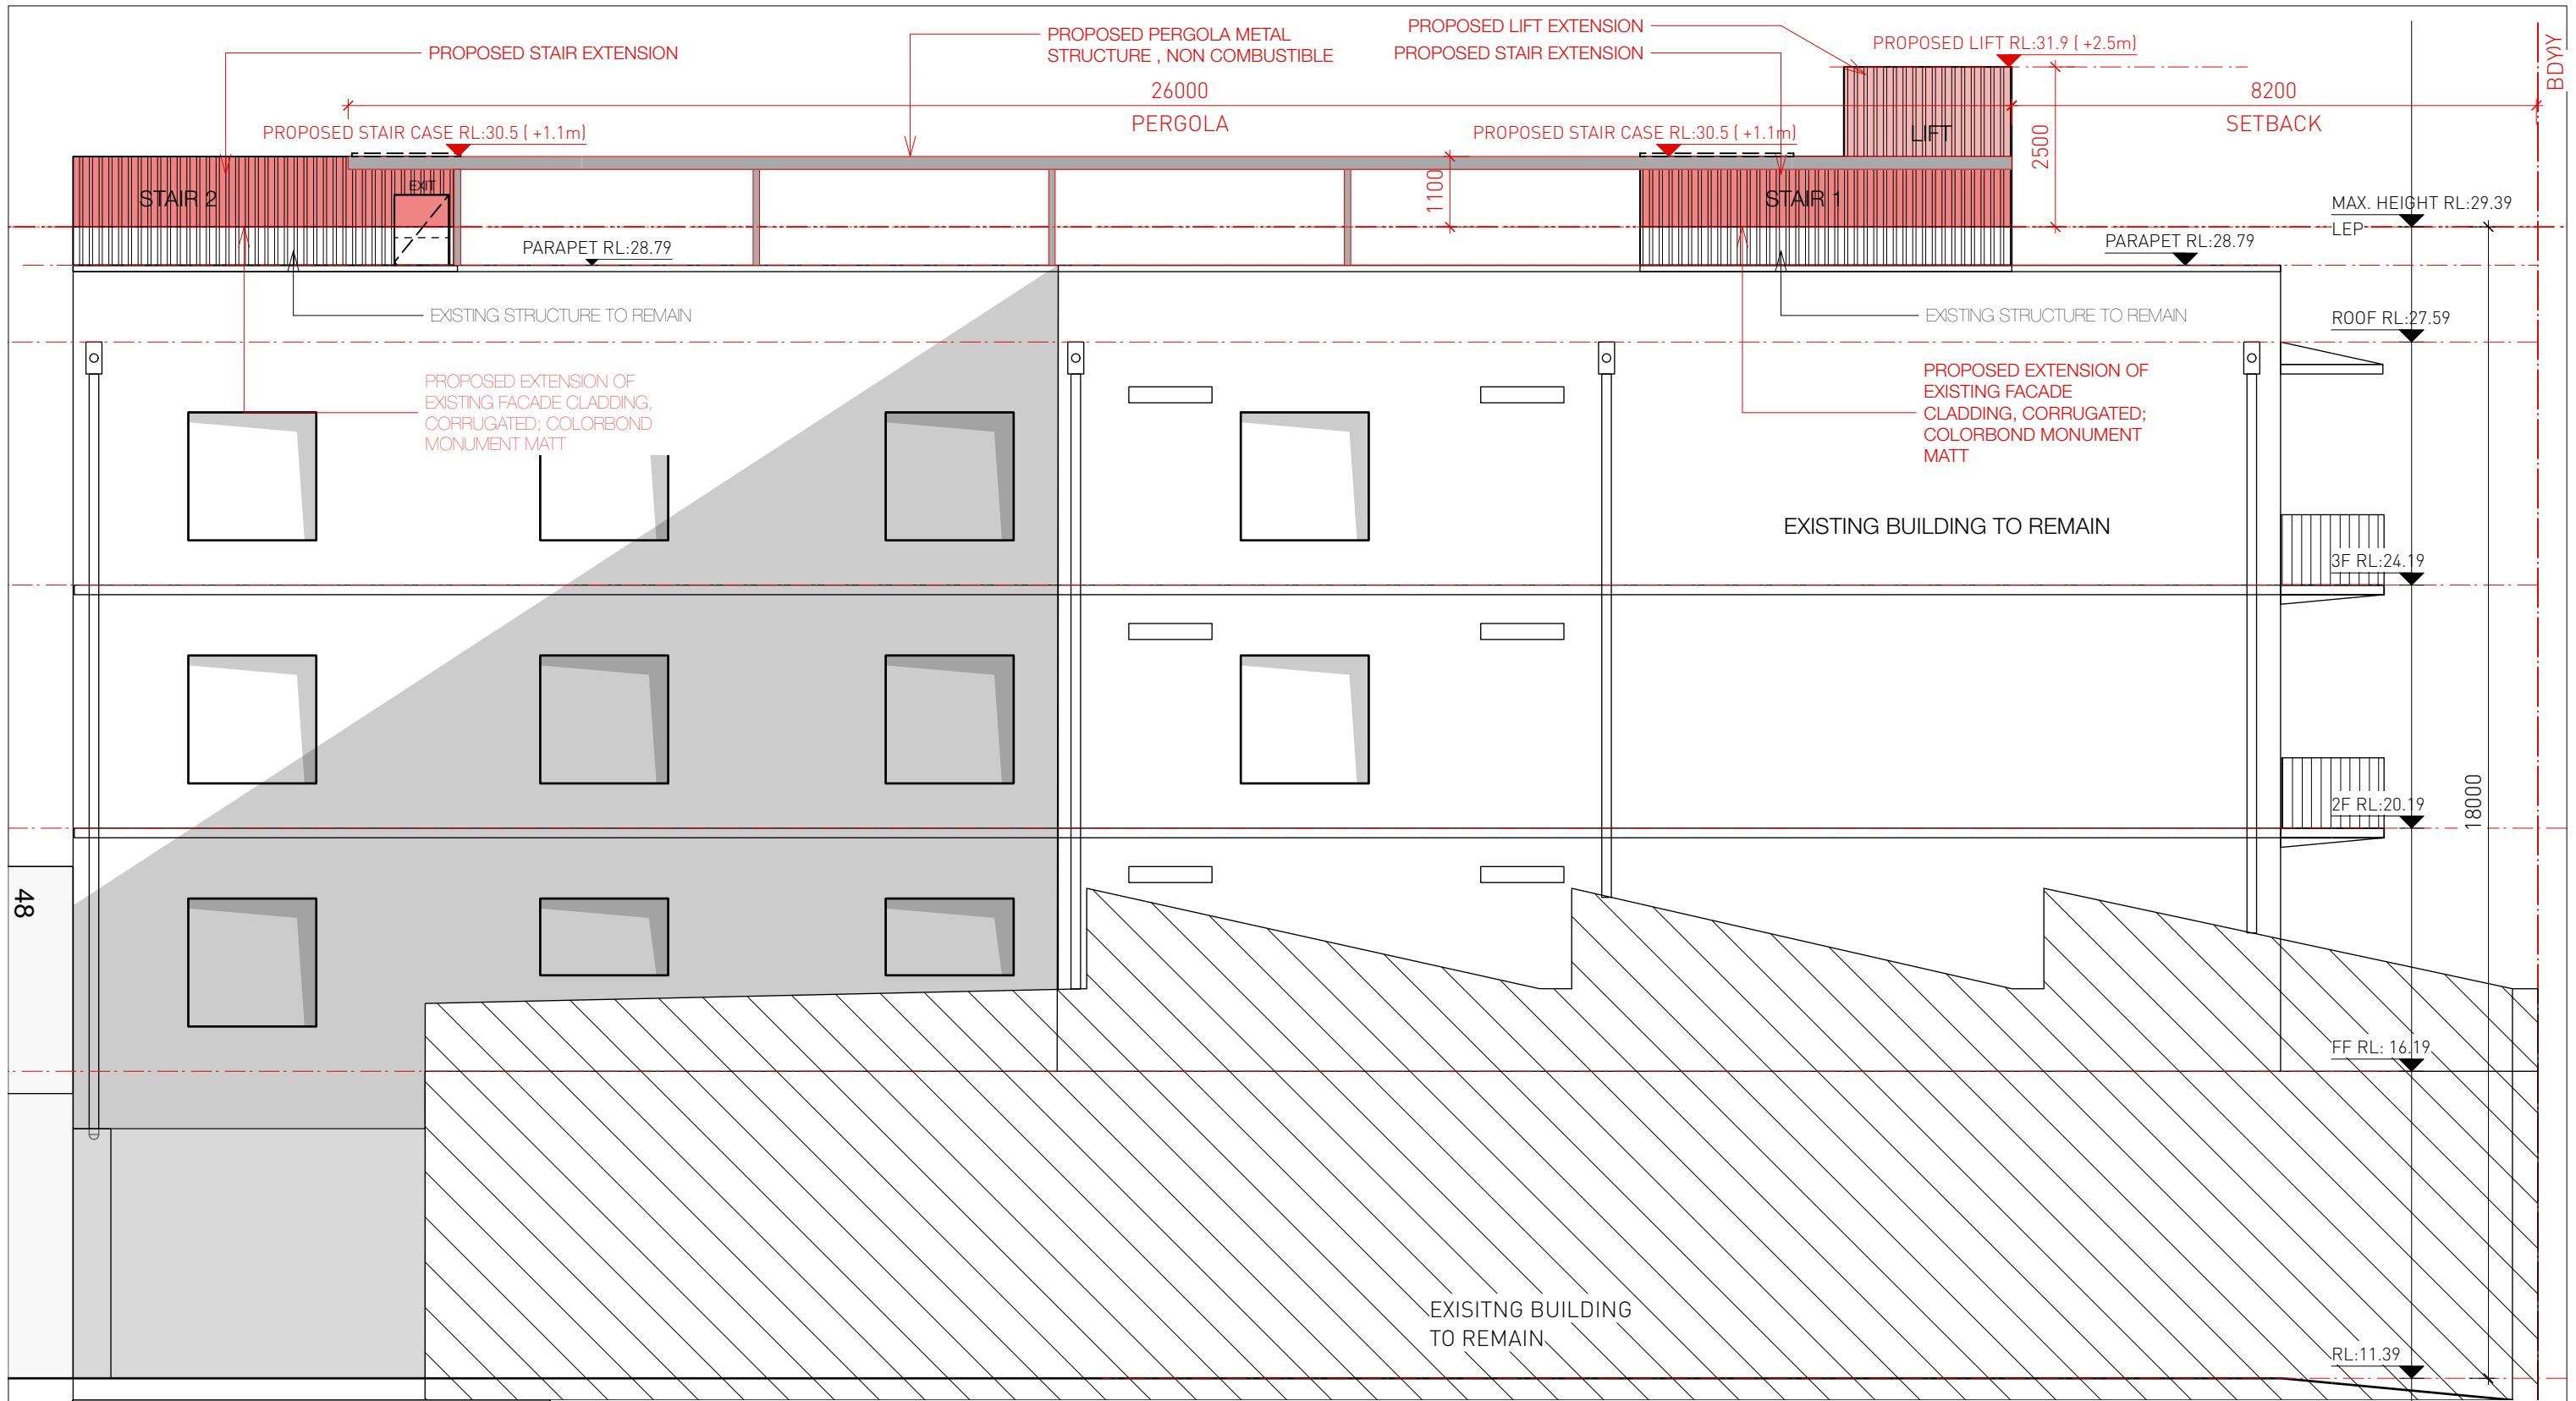 PROPOSED STAIR EXTENSION
PROPOSED PERGOLA METAL
STRUCTURE , NON COMBUSTIBLE
PROPOSED LIFT EXTENSION
PROPOSED STAIR EXTENSION
PROPOSED LIFT RL:31.9 ( +2.5m)
BDY)Y
26000
PERGOLA
8200
SETBACK
PROPOSED STAIR CASE RL:30.5 ( +1.1m)
PROPOSED STAIR CASE RL:30.5 ( +1.1m)
LIFT
2500
1100
STAIR 2
EXIT
STAIR 1
MAX. HEIGHT RL:29.39
LEP
PARAPET RL:28.79
PARAPET RL:28.79
EXISTING STRUCTURE TO REMAIN
EXISTING STRUCTURE TO REMAIN
ROOF RL:27.59
PROPOSED EXTENSION OF
EXISTING FACADE CLADDING,
CORRUGATED; COLORBOND
MONUMENT MATT
PROPOSED EXTENSION OF
EXISTING FACADE
CLADDING, CORRUGATED;
COLORBOND MONUMENT
MATT
EXISTING BUILDING TO REMAIN
3F RL:24.19
2F RL:20.19
18000
48
FF RL: 16.19
EXISITNG BUILDING
TO REMAIN
RL:11.39